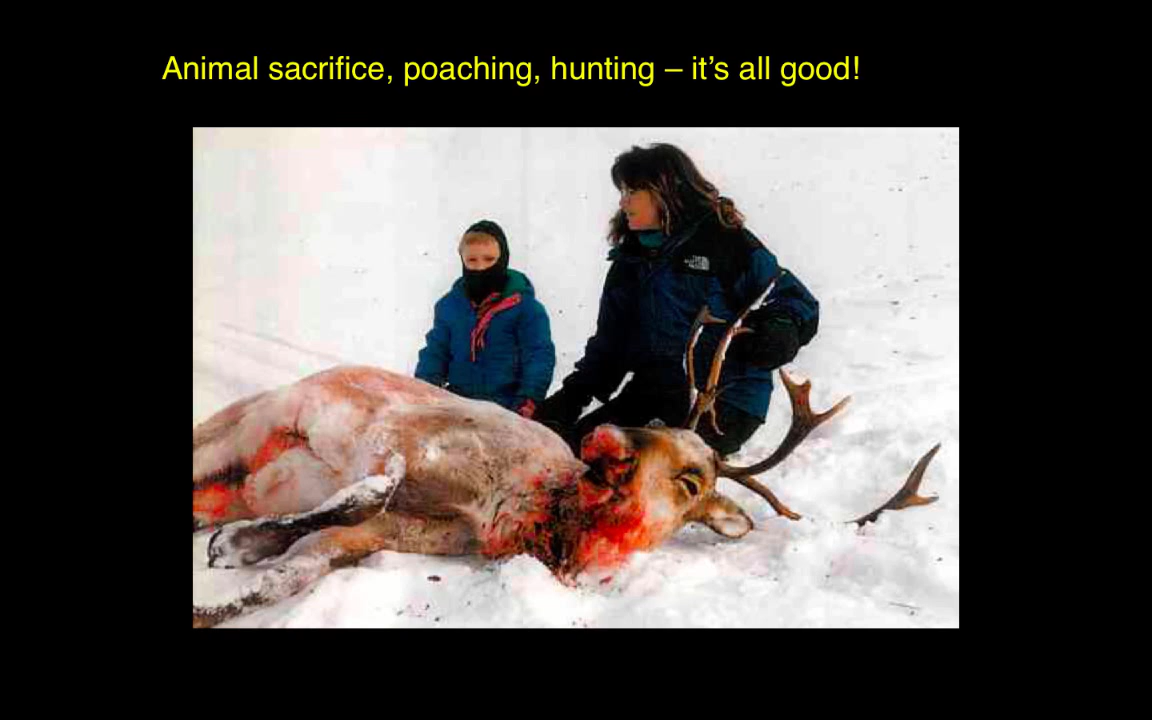 Animal sacrifice, poaching, hunting – it’s all good!